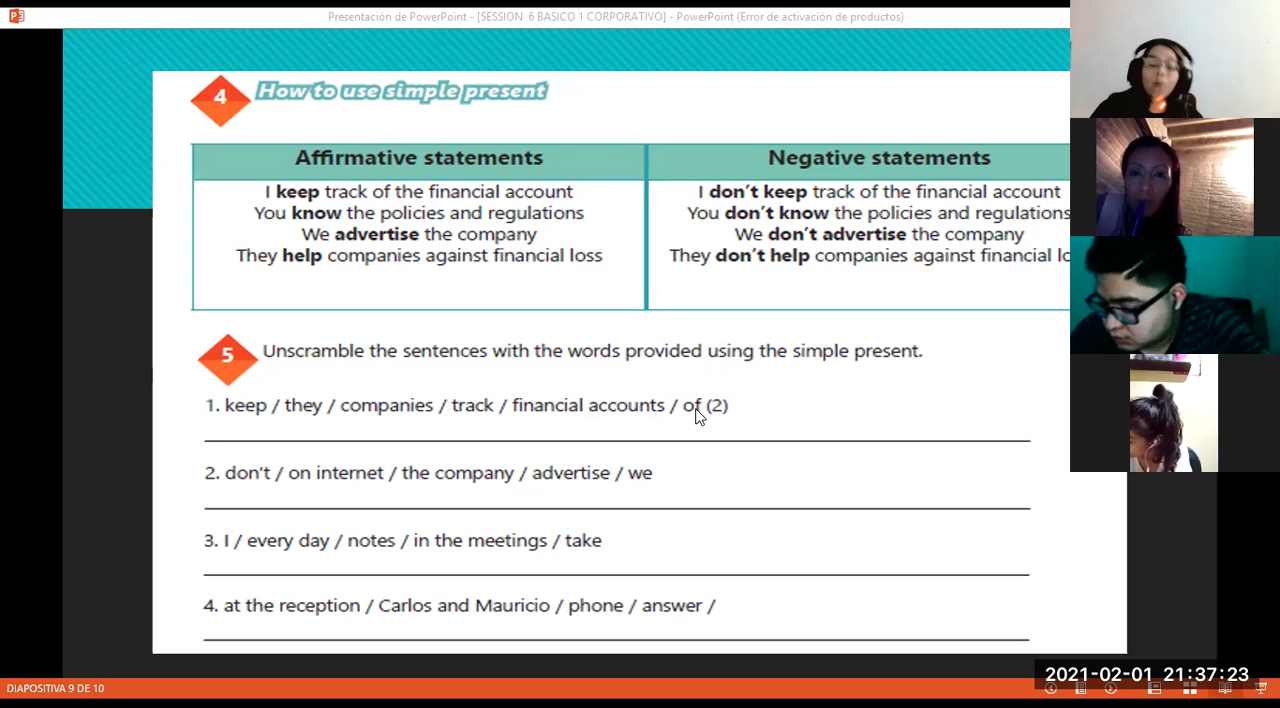 Presentación de PowerPoint - [SESSION 6 BASICO 1 CORPORATIVO] - PowerPoint (Error de activación de productos)
4 How to use simple present
Affirmative statements
I keep track of the financial account
You know the policies and regulations
We advertise the company
They help companies against financial loss
Negative statements
I don't keep track of the financial account
You don't know the policies and regulations
We don't advertise the company
They don't help companies against financial
5 Unscramble the sentences with the words provided using the simple present.
1. keep / they / companies / track / financial accounts / of (2)
2. don't / on internet / the company / advertise / we
3. I / every day / notes / in the meetings / take
4. at the reception / Carlos and Mauricio / phone / answer /
2021-02-01 21:37:23
DIAPOSITIVA 9 DE 10